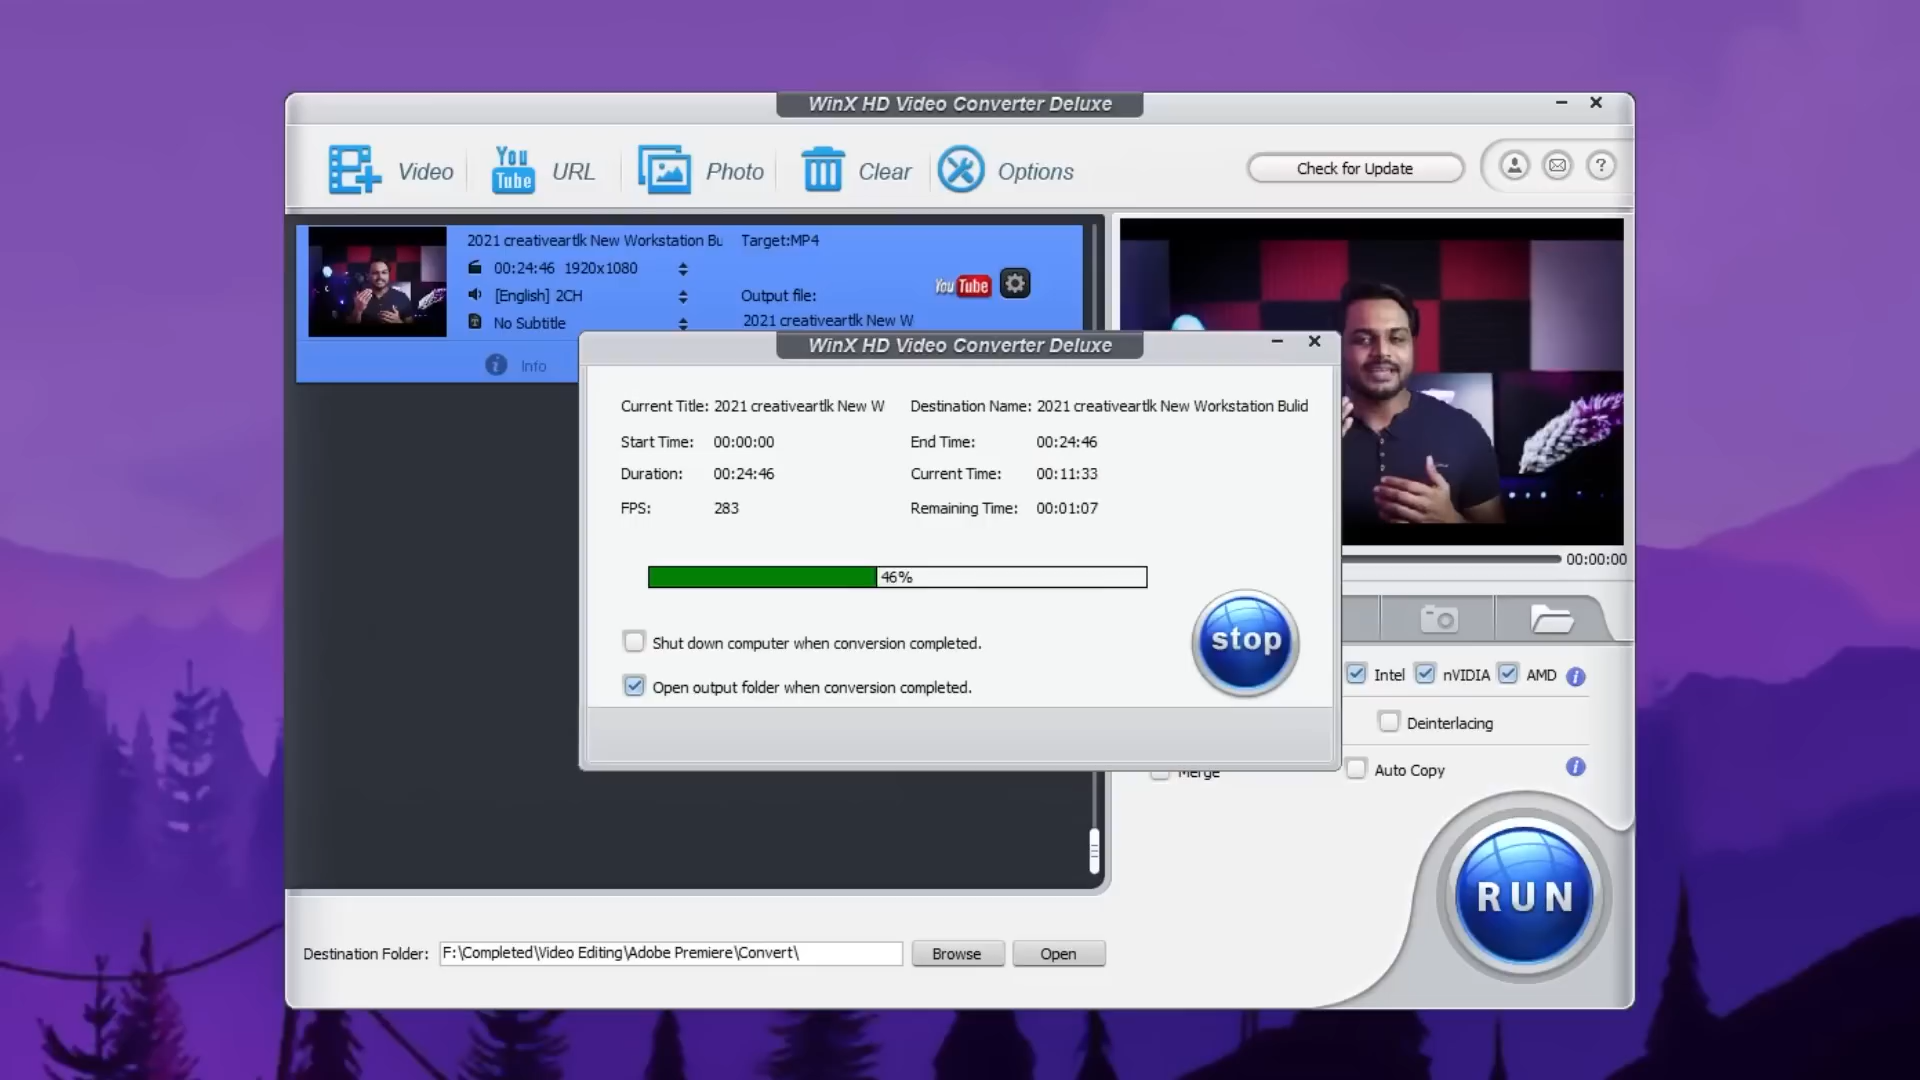 WinX HD Video Converter Deluxe
Video
You Tube URL
Photo
Clear
Options
Check for Update
?
2021 creativeartlk New Workstation Bu
Target:MP4
00:24:46 1920x1080
[English] 2CH
Output file:
You Tube
No Subtitle
2021 creativeartlk New W
i Info
WinX HD Video Converter Deluxe
Current Title: 2021 creativeartlk New W
Destination Name: 2021 creativeartlk New Workstation Bulid
Start Time: 00:00:00
End Time: 00:24:46
Duration: 00:24:46
Current Time: 00:11:33
FPS: 283
Remaining Time: 00:01:07
46%
Shut down computer when conversion completed.
Open output folder when conversion completed.
stop
00:00:00
Intel nVIDIA AMD i
Deinterlacing
Merge
Auto Copy i
RUN
Destination Folder: F:\Completed\Video Editing\Adobe Premiere\Convert\
Browse
Open